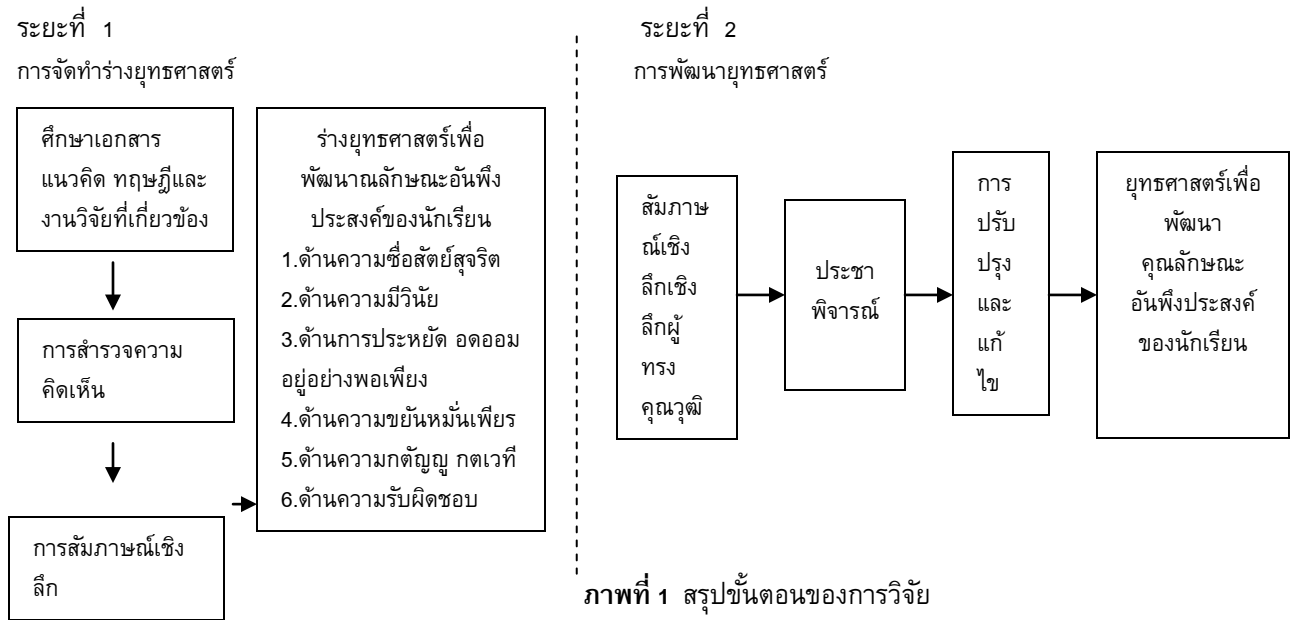 ระยะที่ 1
การจัดทำร่างยุทธศาสตร์
ศึกษาเอกสาร
แนวคิด ทฤษฎีและ
งานวิจัยที่เกี่ยวข้อง
การสำรวจความ
คิดเห็น
การสัมภาษณ์เชิง
ลึก
ร่างยุทธศาสตร์เพื่อ
พัฒนาณลักษณะอันพึง
ประสงค์ของนักเรียน
1.ด้านความซื่อสัตย์สุจริต
2.ด้านความมีวินัย
3.ด้านการประหยัด อดออม
อยู่อย่างพอเพียง
4.ด้านความขยันหมั่นเพียร
5.ด้านความกตัญญู กตเวที
6.ด้านความรับผิดชอบ
ระยะที่ 2
การพัฒนายุทธศาสตร์
สัมภาษ
ณ์เชิง
ลึกเชิง
ลึกผู้
ทรง
คุณวุฒิ
ประชา
พิจารณ์
การ
ปรับ
ปรุง
และ
แก้
ไข
ยุทธศาสตร์เพื่อ
พัฒนา
คุณลักษณะ
อันพึงประสงค์
ของนักเรียน
ภาพที่ 1 สรุปขั้นตอนของการวิจัย